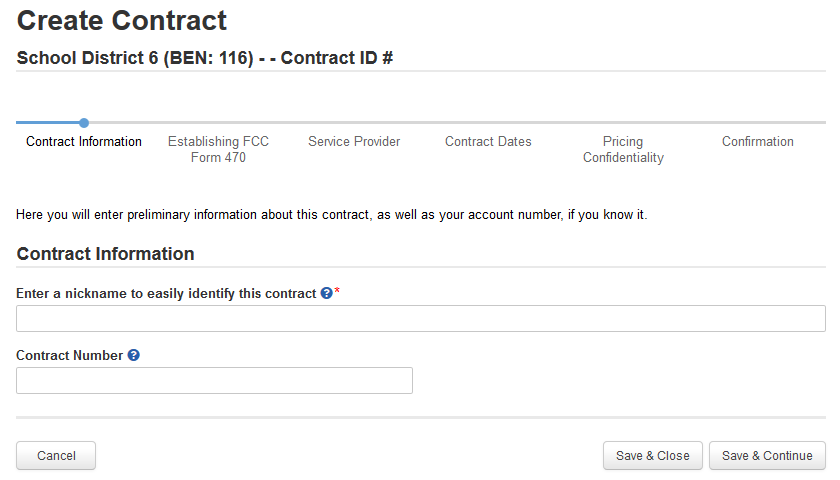 Create Contract
School District 6 (BEN: 116) - - Contract ID #
Contract Information
Establishing FCC
Form 470
Service Provider
Contract Dates
Pricing
Confidentiality
Confirmation
Here you will enter preliminary information about this contract, as well as your account number, if you know it.
Contract Information
Enter a nickname to easily identify this contract ?*
Contract Number ?
Cancel
Save & Close
Save & Continue